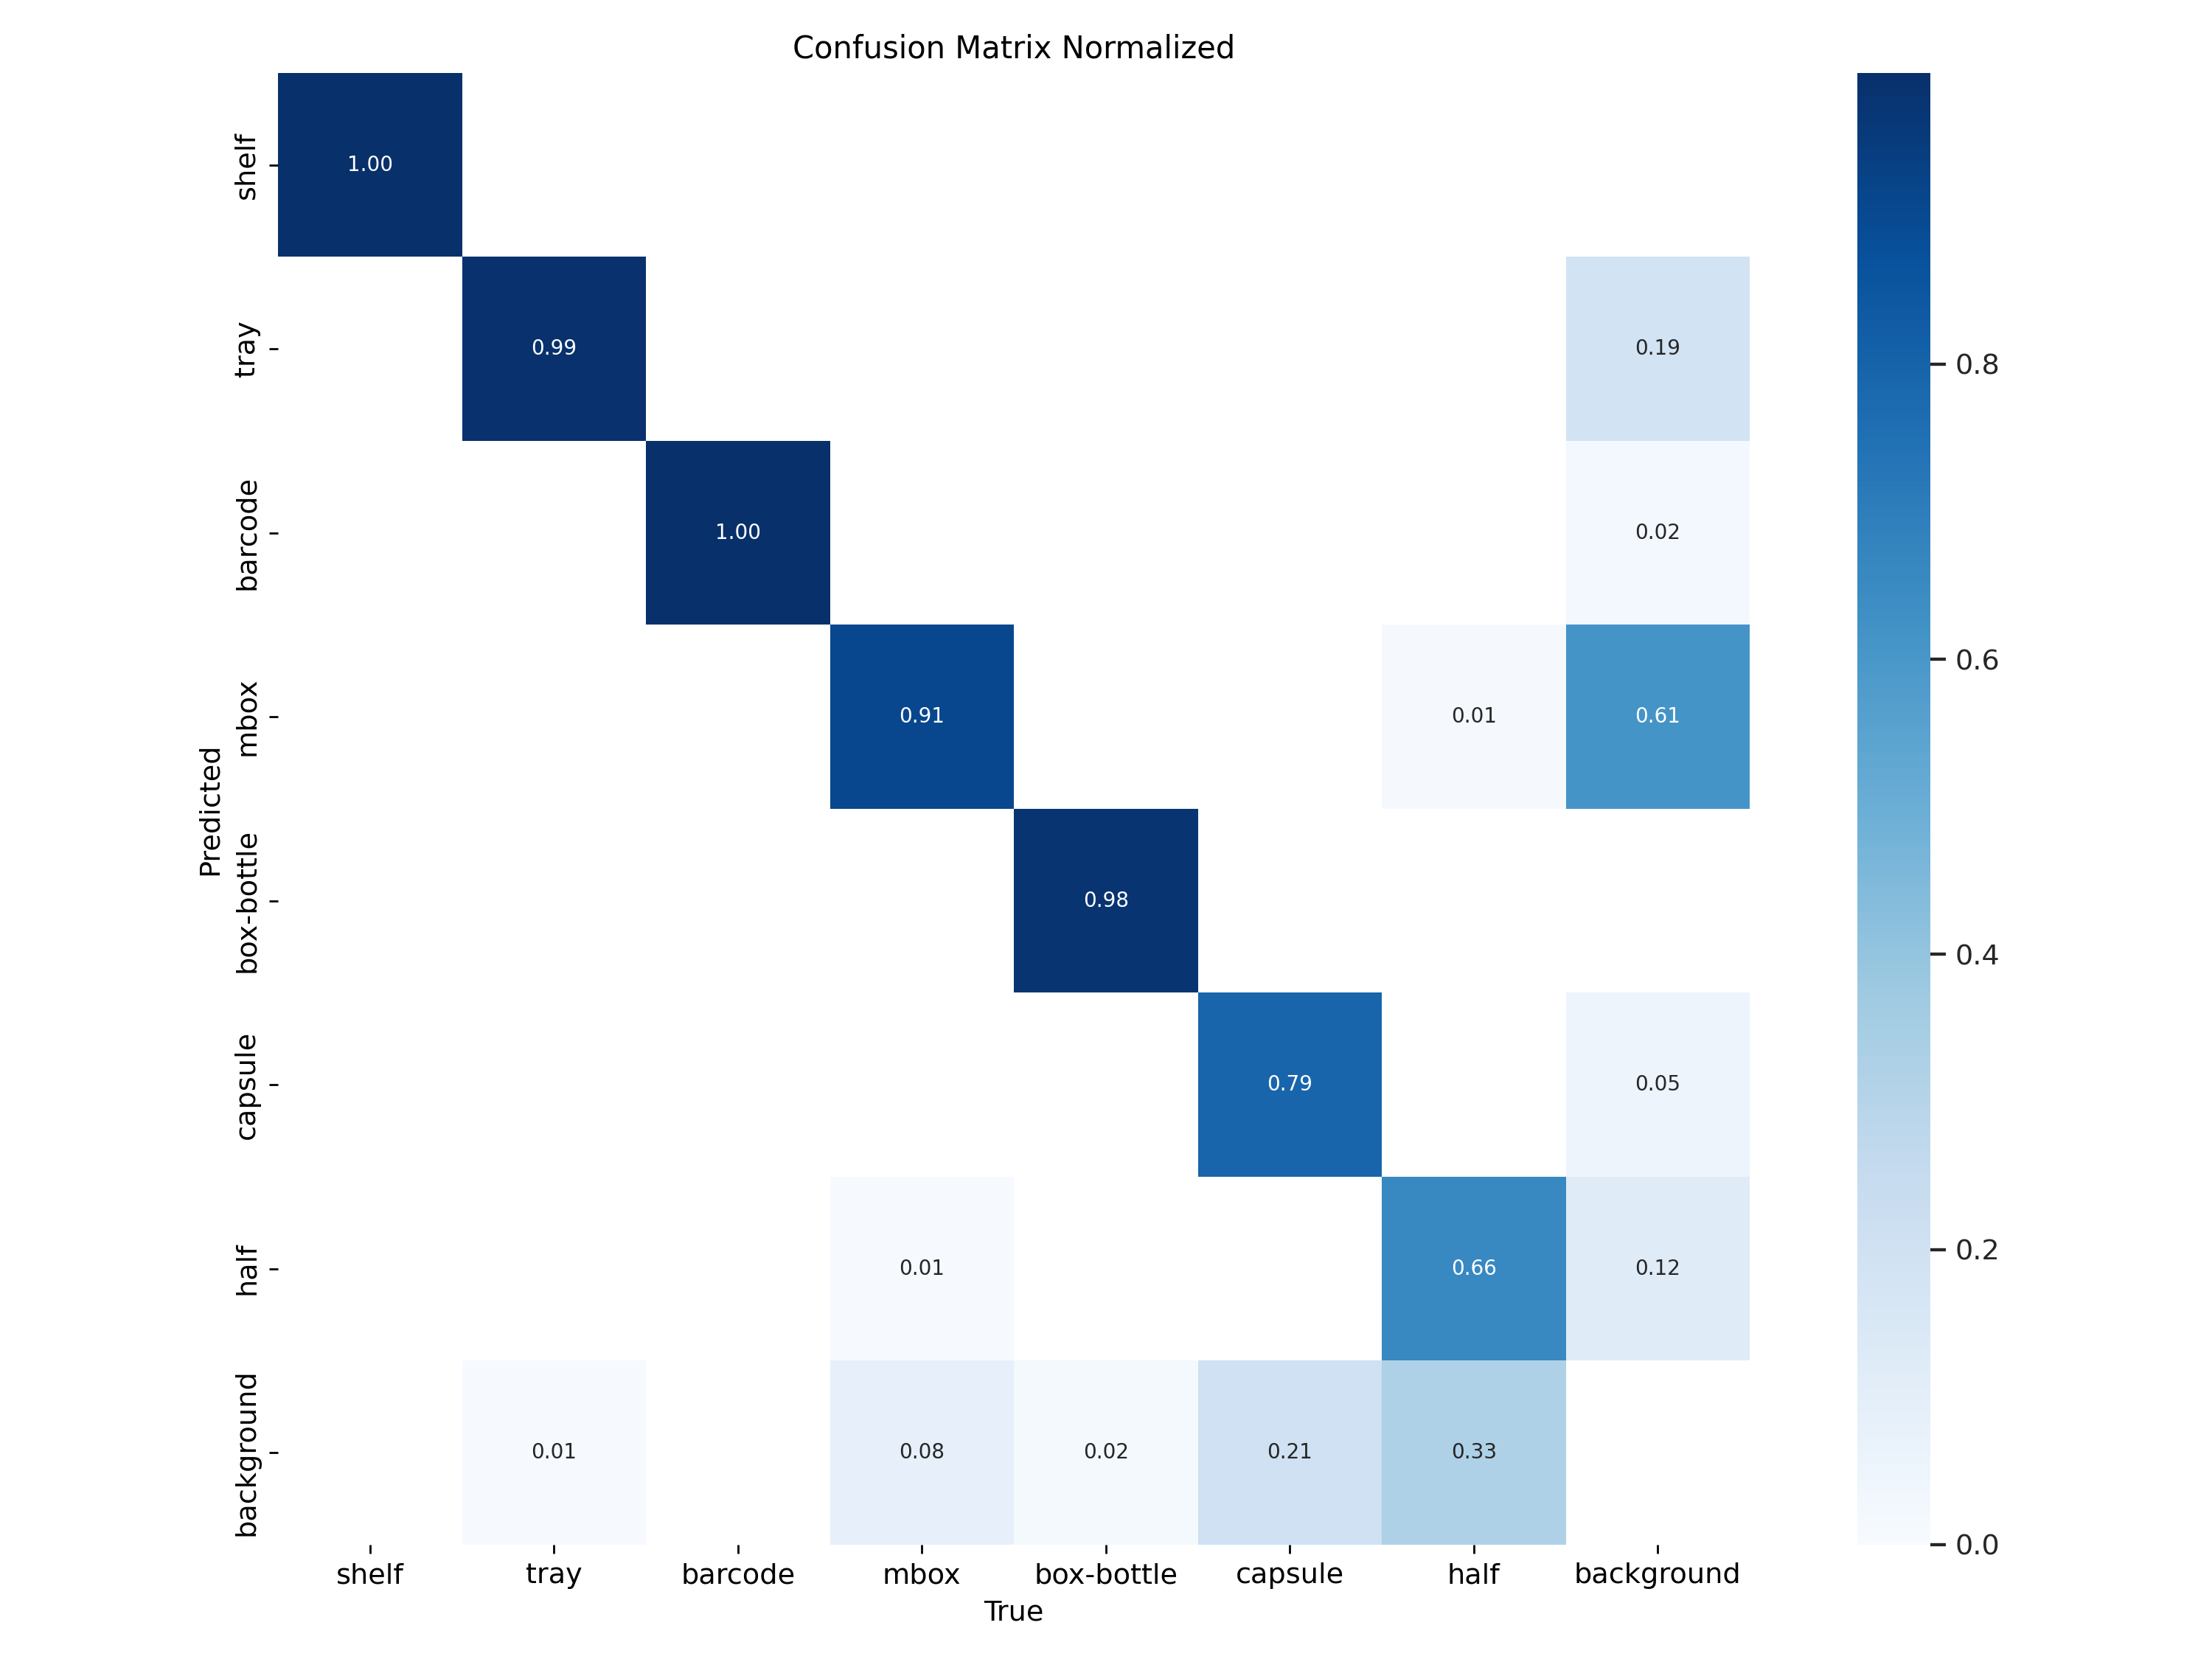 Confusion Matrix Normalized
shelf
1.00
tray
0.99
0.19
0.8
barcode
1.00
0.02
mbox
0.91
0.01
0.61
0.6
Predicted
box-bottle
0.98
0.4
capsule
0.79
0.05
half
0.01
0.66
0.12
0.2
background
0.01
0.08
0.02
0.21
0.33
0.0
shelf
tray
barcode
mbox
box-bottle
capsule
half
background
True